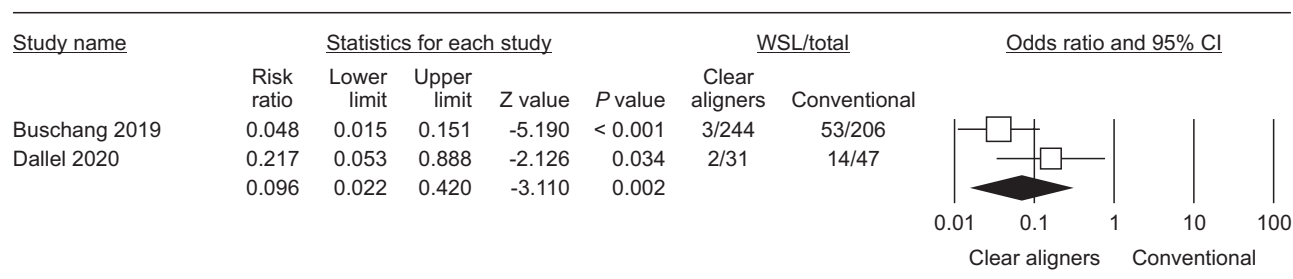 Study name Statistics for each study WSL/total Odds ratio and 95% CI
Risk Lower Upper Clear
ratio limit limit Z value P value aligners Conventional
Buschang 2019 0.048 0.015 0.151 -5.190 < 0.001 3/244 53/206
Dallel 2020 0.217 0.053 0.888 -2.126 0.034 2/31 14/47
0.096 0.022 0.420 -3.110 0.002
0.01 0.1 1 10 100
Clear aligners Conventional